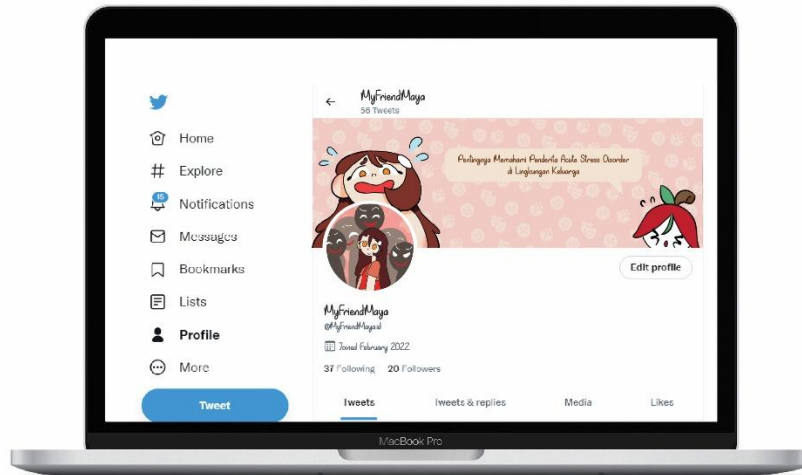 MyFriendMaya
56 Tweets
Pentingnya Memahami Penderita Acute Stress Disorder
di Lingkungan Keluarga
Home
Explore
15
Notifications
Messages
Bookmarks
Lists
Profile
More
Tweet
Edit profile
MyFriendMaya
@MyFriendMaya.id
Joined February 2022
37 Following 20 Followers
Tweets Tweets & replies Media Likes
MacBook Pro